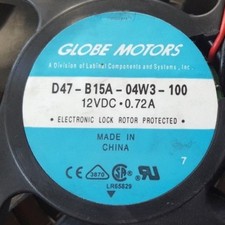 GLOBE MOTORS
A Division of Labinal Components and Systems, Inc
D47-B15A-04W3-100
12VDC • 0.72A
• ELECTRONIC LOCK ROTOR PROTECTED •
MADE IN
CHINA
7
LR65829